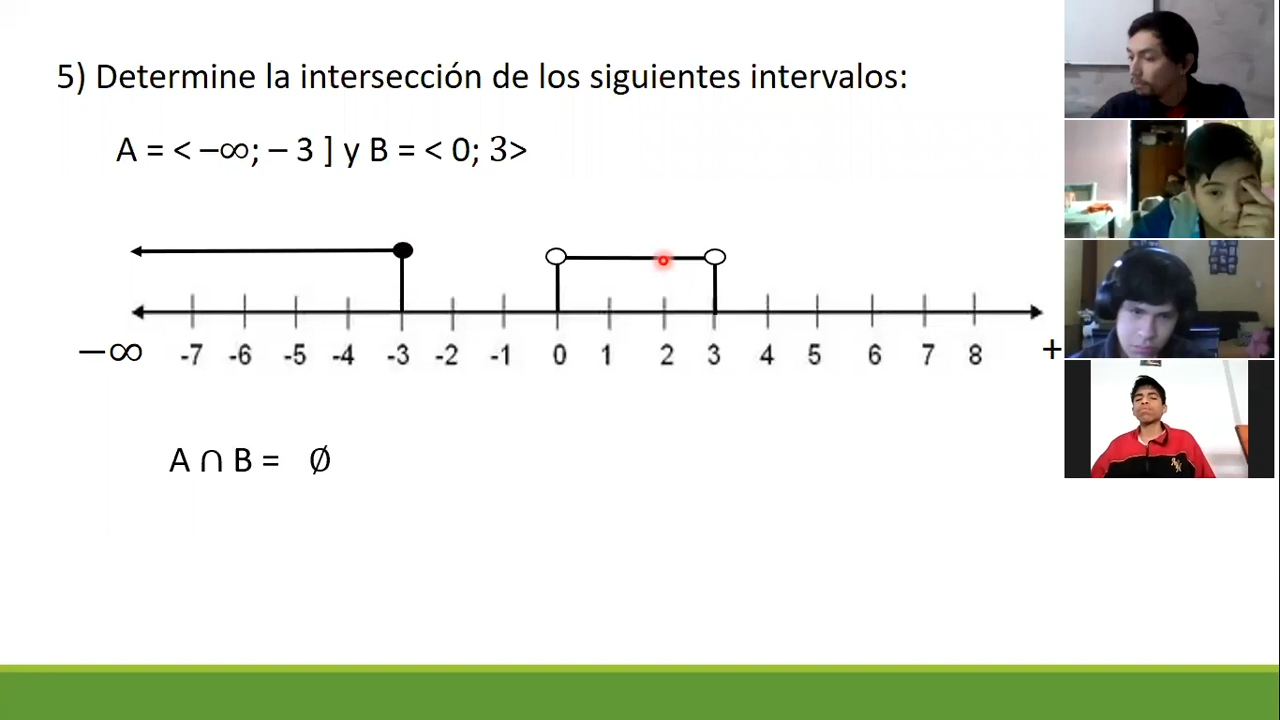 5) Determine la intersección de los siguientes intervalos:
A = < –∞; – 3 ] y B = < 0; 3>
–∞ -7 -6 -5 -4 -3 -2 -1 0 1 2 3 4 5 6 7 8 +
A ∩ B = ∅